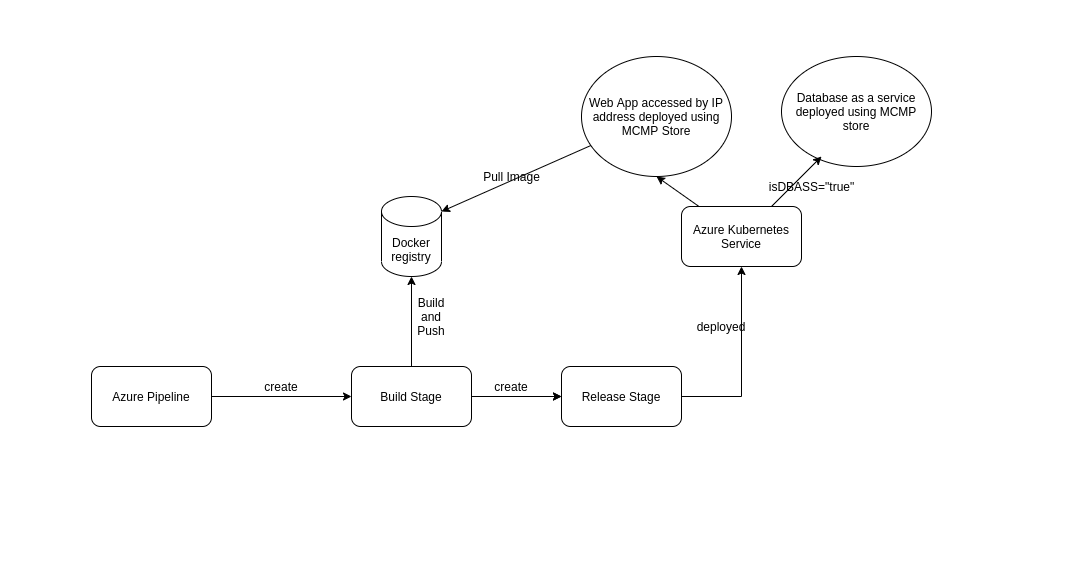 Web App accessed by IP
address deployed using
MCMP Store
Database as a service
deployed using MCMP
store
Pull Image
isDBASS="true"
Docker
registry
Azure Kubernetes
Service
Build
and
Push
deployed
Azure Pipeline
create
Build Stage
create
Release Stage